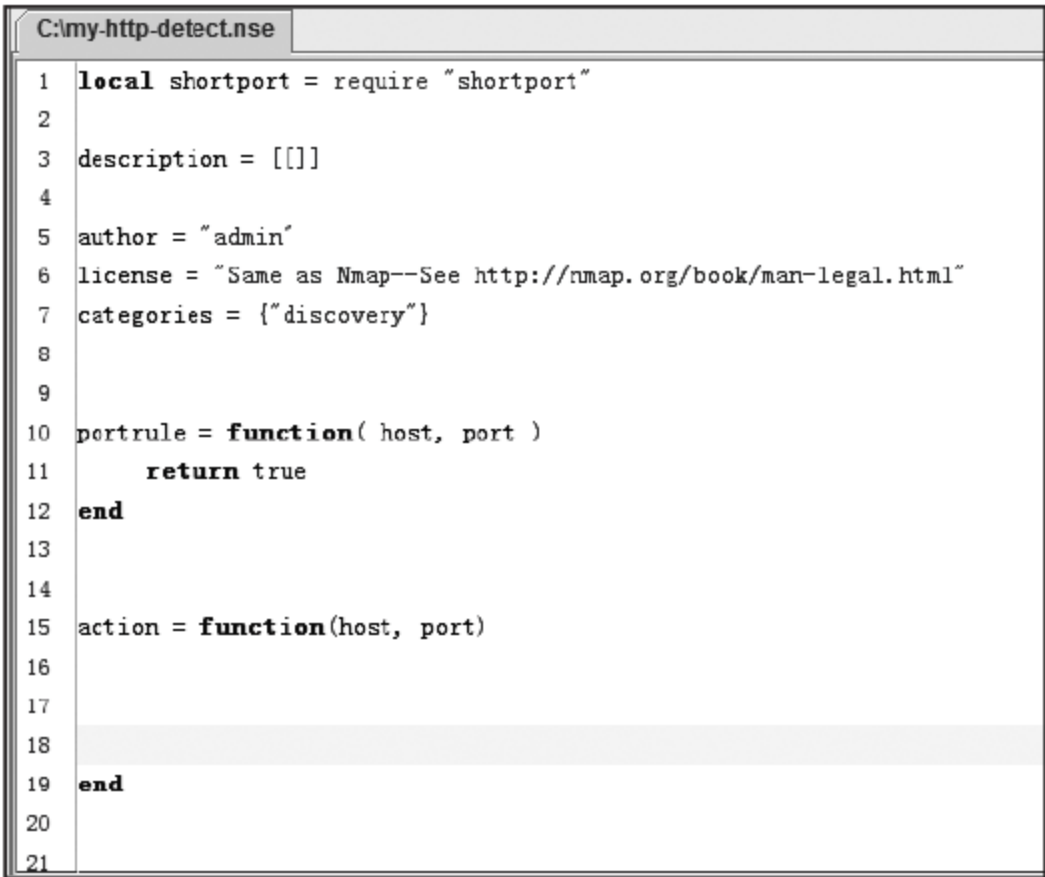 C:\my-http-detect.nse
1 local shortport = require "shortport"
2
3 description = [[]]
4
5 author = "admin"
6 license = "Same as Nmap--See http://nmap.org/book/man-legal.html"
7 categories = {"discovery"}
8
9
10 portrule = function( host, port )
11 return true
12 end
13
14
15 action = function(host, port)
16
17
18
19 end
20
21